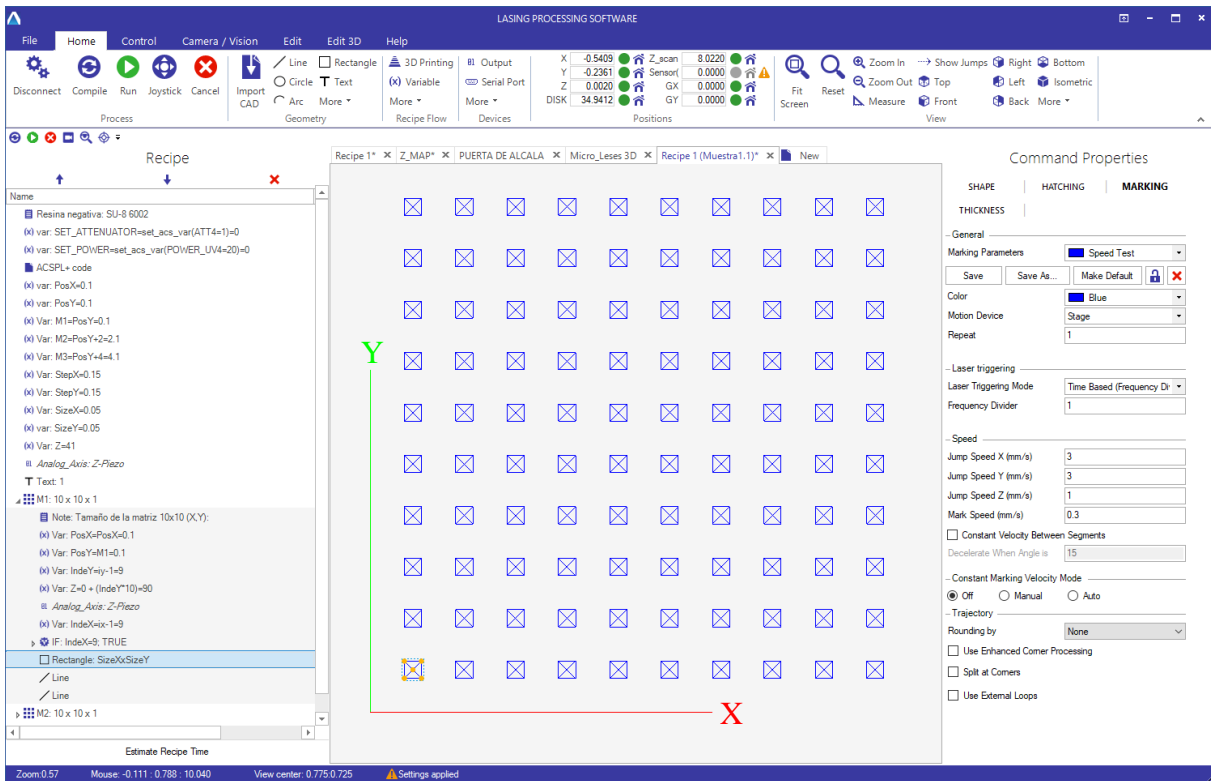 LASING PROCESSING SOFTWARE
File Home Control Camera / Vision Edit Edit 3D Help
Disconnect Compile Run Joystick Cancel
Process
Import CAD
Line Rectangle
Circle Text
Arc More
Geometry
3D Printing
(x) Variable
More
Recipe Flow
01 Output
Serial Port
More
Devices
X -0.5409 Z_scan 8.0220
Y -0.2361 Sensor( 0.0000
Z 0.0020 GX 0.0000
DISK 34.9412 GY 0.0000
Positions
Fit Screen Reset
Zoom In Show Jumps Right Bottom
Zoom Out Top Left Isometric
Measure Front Back More
View
Recipe
Name
Resina negativa: SU-8 6002
(x) var: SET_ATTENUATOR=set_acs_var(ATT4=1)=0
(x) var: SET_POWER=set_acs_var(POWER_UV4=20)=0
ACSPL+ code
(x) var: PosX=0.1
(x) var: PosY=0.1
(x) Var: M1=PosY=0.1
(x) Var: M2=PosY+2=2.1
(x) Var: M3=PosY+4=4.1
(x) Var: StepX=0.15
(x) Var: StepY=0.15
(x) Var: SizeX=0.05
(x) var: SizeY=0.05
(x) Var: Z=41
01 Analog_Axis: Z-Piezo
T Text: 1
M1: 10 x 10 x 1
Note: Tamaño de la matriz 10x10 (X,Y):
(x) Var: PosX=PosX=0.1
(x) Var: PosY=M1=0.1
(x) Var: IndeY=iy-1=9
(x) Var: Z=0 + (IndeY*10)=90
01 Analog_Axis: Z-Piezo
(x) Var: IndeX=ix-1=9
IF: IndeX=9; TRUE
Rectangle: SizeXxSizeY
Line
Line
M2: 10 x 10 x 1
Estimate Recipe Time
Recipe 1* Z_MAP* PUERTA DE ALCALA Micro_Leses 3D Recipe 1 (Muestra1.1)* New
Y
X
Command Properties
SHAPE HATCHING MARKING
THICKNESS
General
Marking Parameters Speed Test
Save Save As... Make Default
Color Blue
Motion Device Stage
Repeat 1
Laser triggering
Laser Triggering Mode Time Based (Frequency Di
Frequency Divider 1
Speed
Jump Speed X (mm/s) 3
Jump Speed Y (mm/s) 3
Jump Speed Z (mm/s) 1
Mark Speed (mm/s) 0.3
Constant Velocity Between Segments
Decelerate When Angle is 15
Constant Marking Velocity Mode
Off Manual Auto
Trajectory
Rounding by None
Use Enhanced Corner Processing
Split at Corners
Use External Loops
Zoom:0.57 Mouse: -0.111 : 0.788 : 10.040 View center: 0.775:0.725 Settings applied